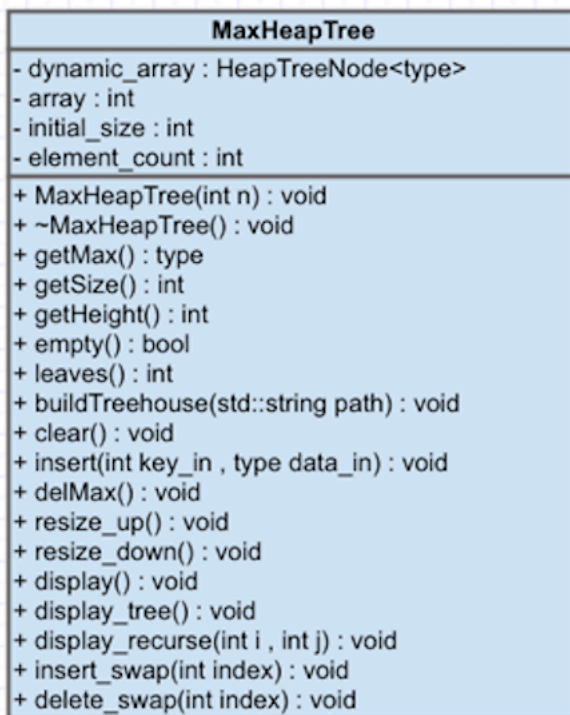 MaxHeapTree
- dynamic_array : HeapTreeNode<type>
- array : int
- initial_size : int
- element_count : int
+ MaxHeapTree(int n) : void
+ ~MaxHeapTree() : void
+ getMax() : type
+ getSize() : int
+ getHeight() : int
+ empty() : bool
+ leaves() : int
+ buildTreehouse(std::string path) : void
+ clear() : void
+ insert(int key_in , type data_in) : void
+ delMax() : void
+ resize_up() : void
+ resize_down() : void
+ display() : void
+ display_tree() : void
+ display_recurse(int i , int j) : void
+ insert_swap(int index) : void
+ delete_swap(int index) : void